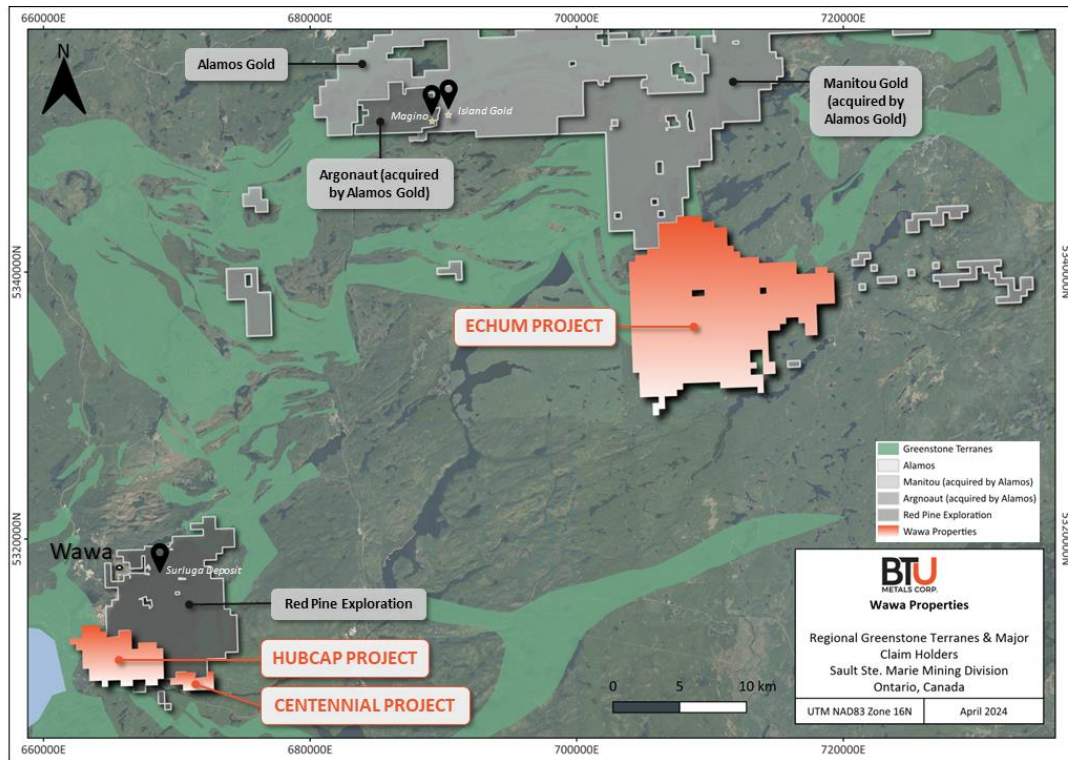 660000E
680000E
700000E
720000E
N
Alamos Gold
Manitou Gold
(acquired by
Alamos Gold)
Magino
Island Gold
Argonaut (acquired
by Alamos Gold)
5340000N
5340000N
ECHUM PROJECT
Greenstone Terranes
Alamos
Manitou (acquired by Alamos)
Argnoaut (acquired by Alamos)
Red Pine Exploration
Wawa Properties
5320000N
5320000N
Wawa
Surluga Deposit
Red Pine Exploration
HUBCAP PROJECT
CENTENNIAL PROJECT
0 5 10 km
BTU
METALS CORP.
Wawa Properties
Regional Greenstone Terranes & Major
Claim Holders
Sault Ste. Marie Mining Division
Ontario, Canada
UTM NAD83 Zone 16N
April 2024
660000E
680000E
700000E
720000E